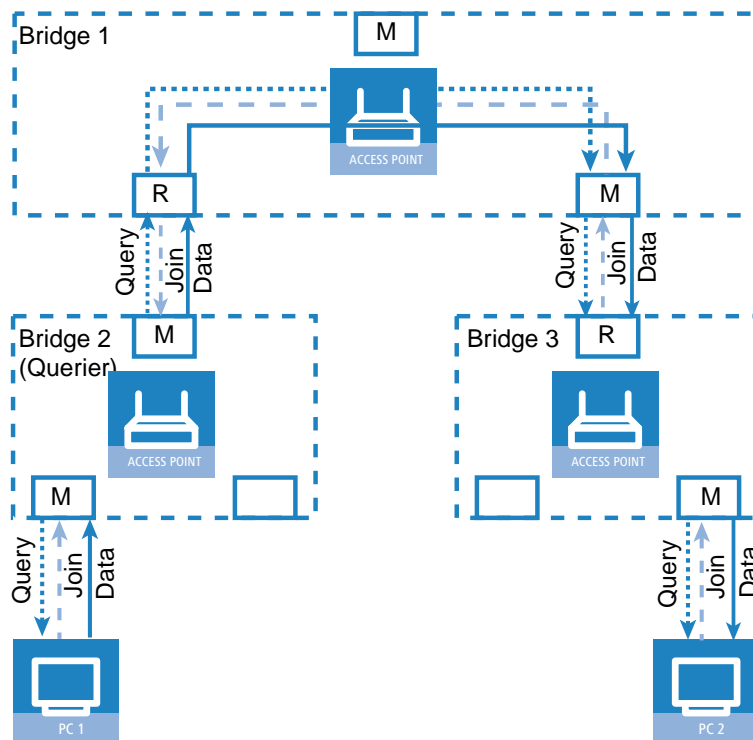 Bridge 1
M
ACCESS POINT
R
M
Query
Join
Data
Query
Join
Data
Bridge 2
(Querier)
M
Bridge 3
R
ACCESS POINT
ACCESS POINT
M
M
Query
Join
Data
Query
Join
Data
PC 1
PC 2